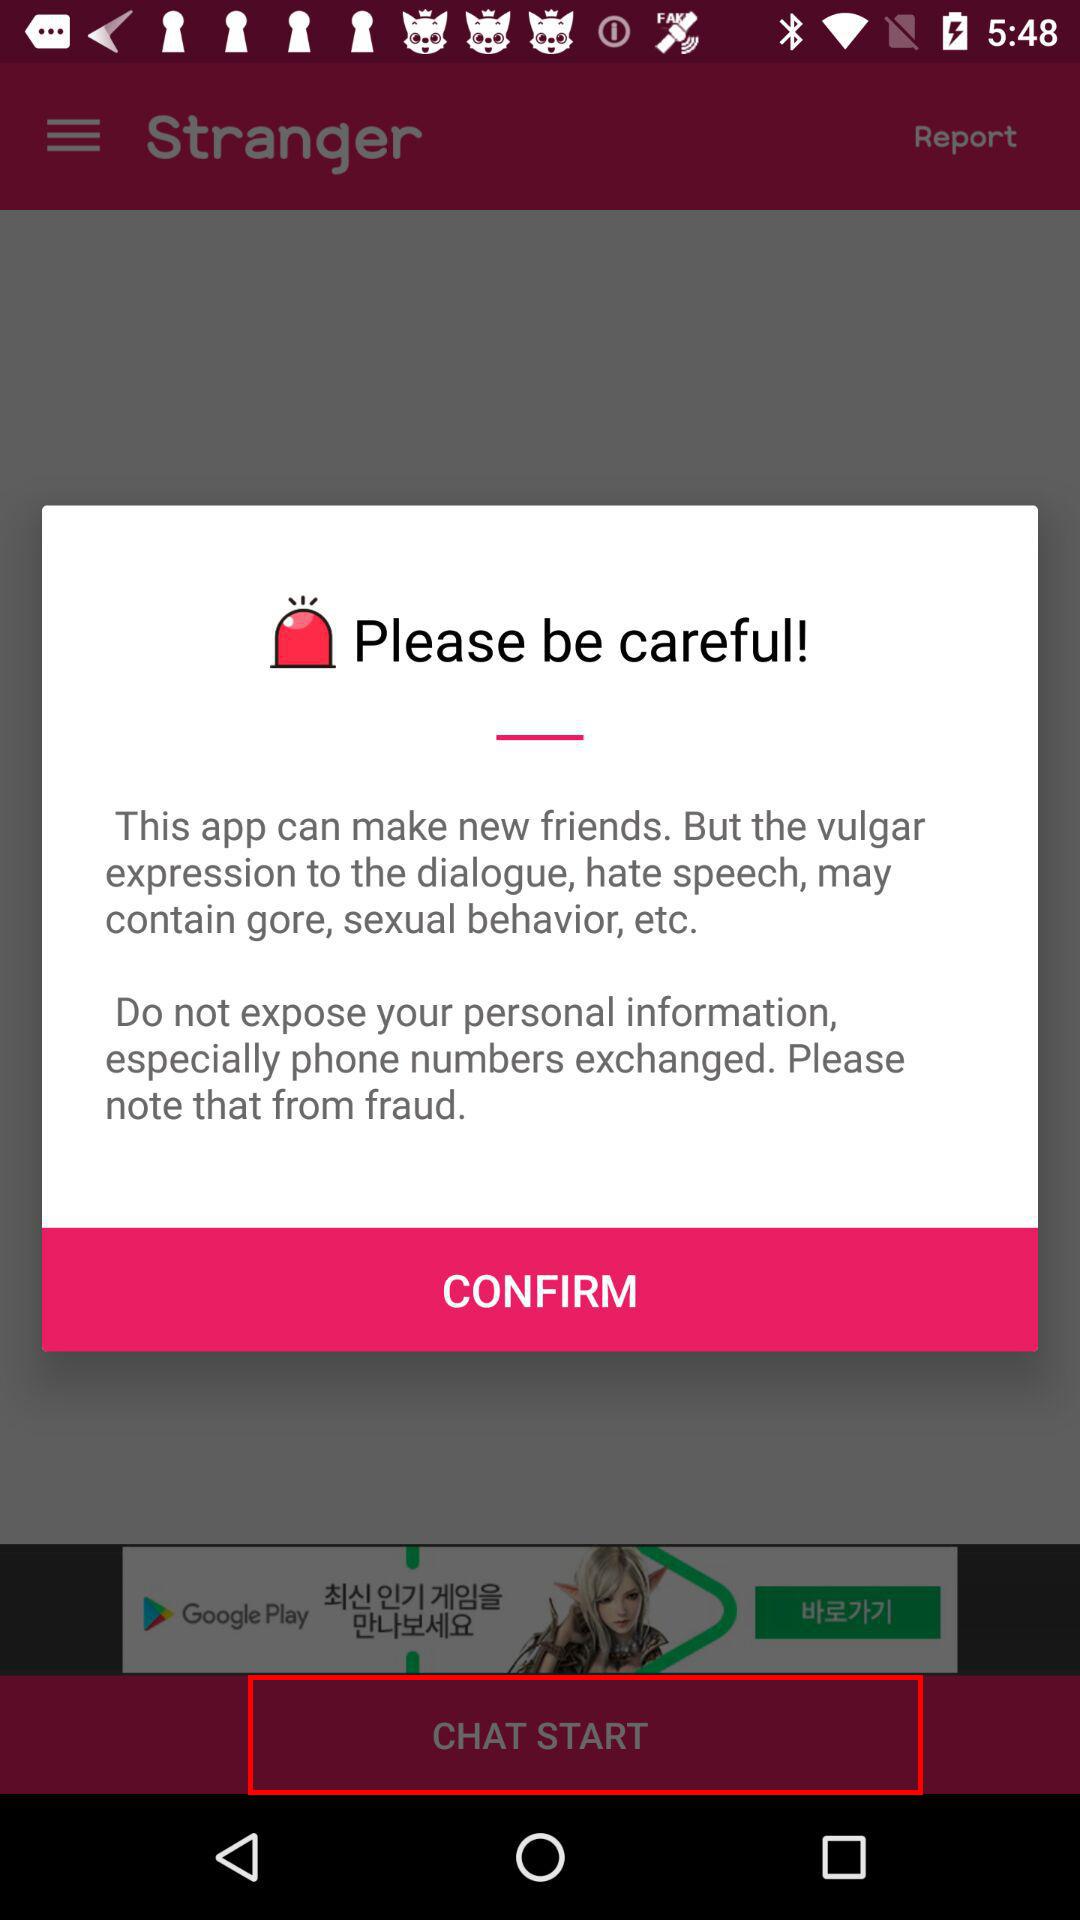 FAKE
5:48
Stranger
Report
Please be careful!
This app can make new friends. But the vulgar
expression to the dialogue, hate speech, may
contain gore, sexual behavior, etc.
Do not expose your personal information,
especially phone numbers exchanged. Please
note that from fraud.
CONFIRM
Google Play
최신 인기 게임을
만나보세요
바로가기
CHAT START